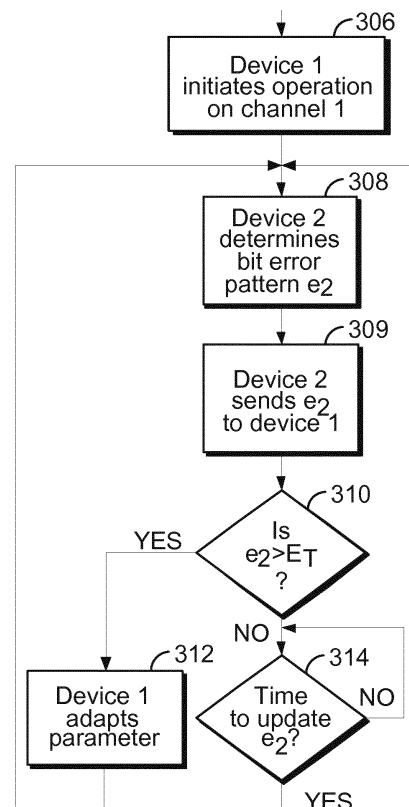 306
Device 1
initiates operation
on channel 1
308
Device 2
determines
bit error
pattern e2
309
Device 2
sends e2
to device 1
310
Is
e2>ET
?
YES
NO
312
Device 1
adapts
parameter
314
Time
to update
e2?
NO
YES